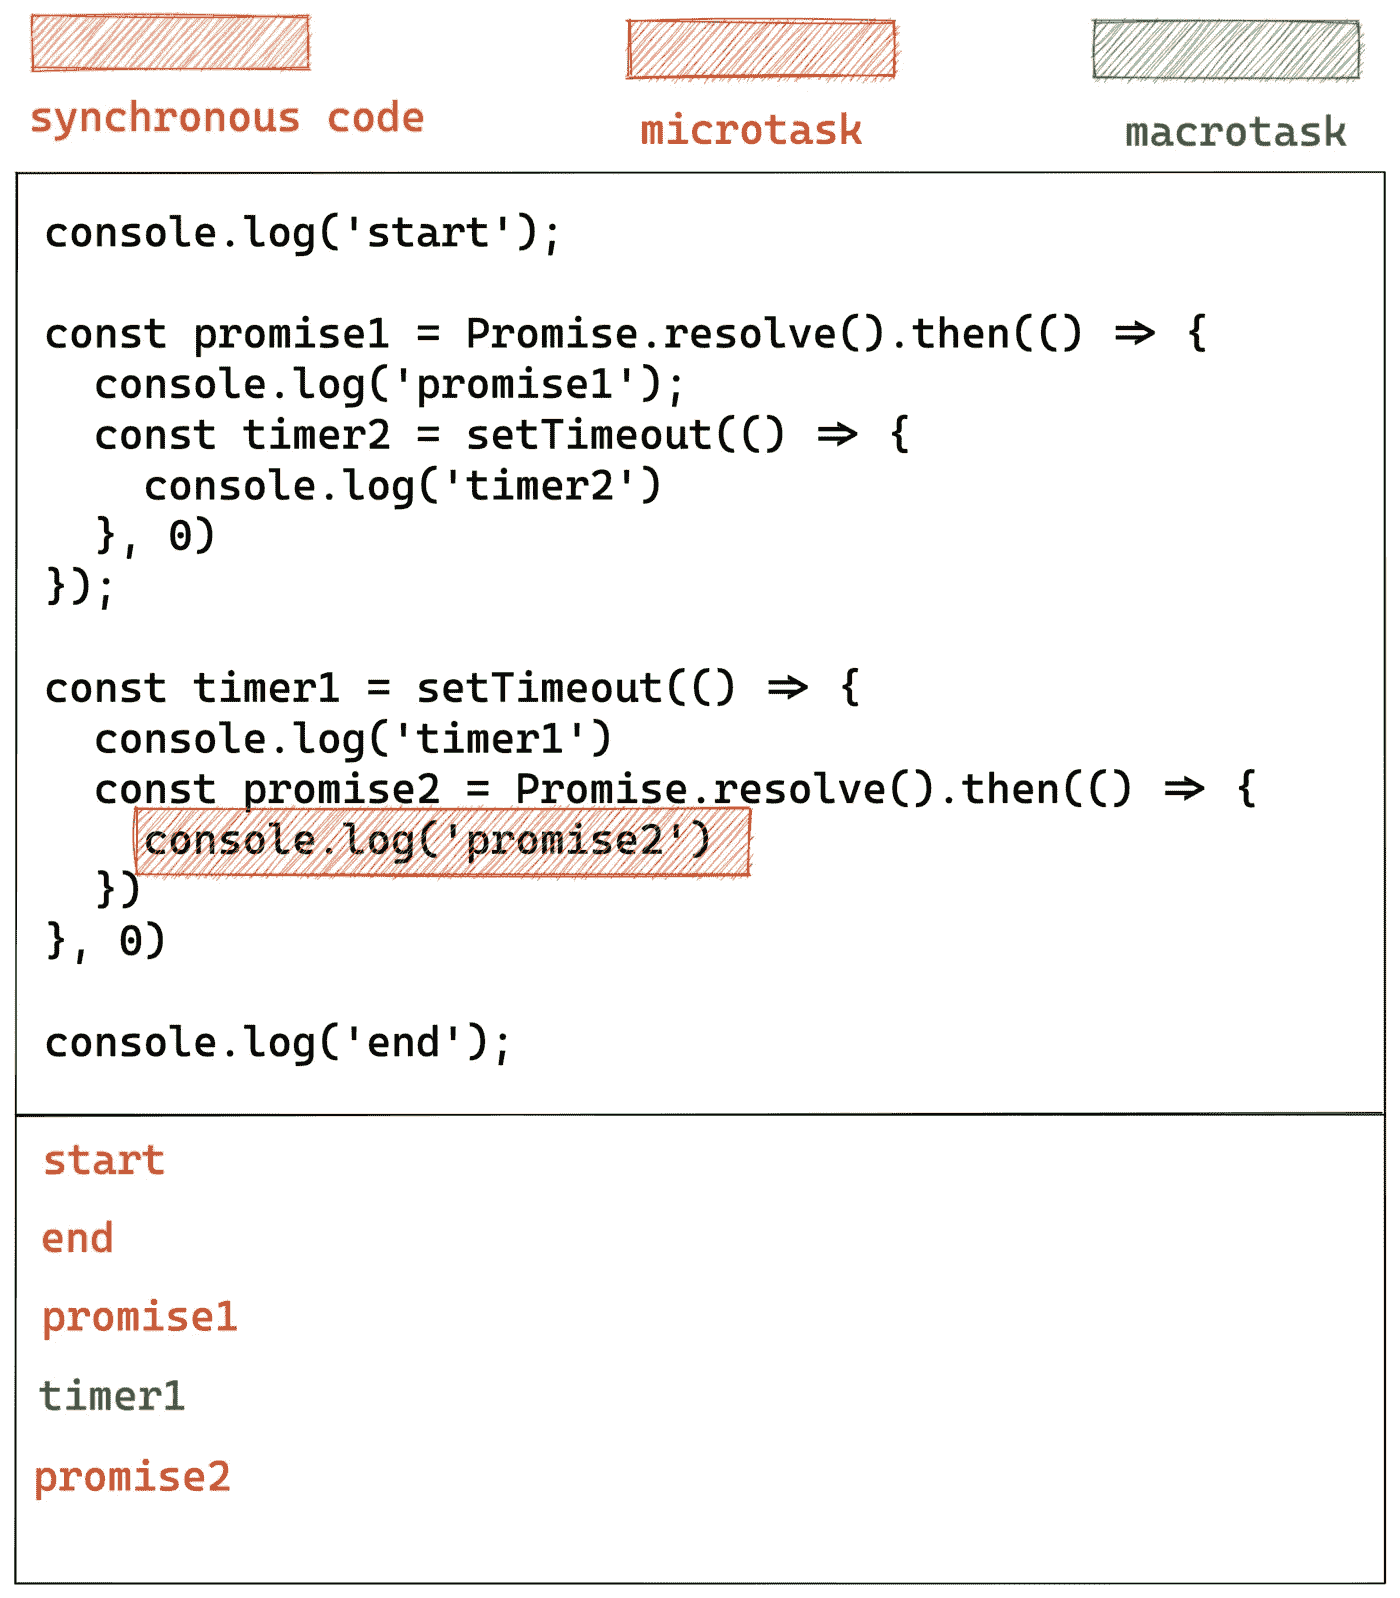 synchronous code
microtask
macrotask
console.log('start');
const promise1 = Promise.resolve().then(() => {
  console.log('promise1');
  const timer2 = setTimeout(() => {
    console.log('timer2')
  }, 0)
});
const timer1 = setTimeout(() => {
  console.log('timer1')
  const promise2 = Promise.resolve().then(() => {
    console.log('promise2')
  })
}, 0)
console.log('end');
start
end
promise1
timer1
promise2